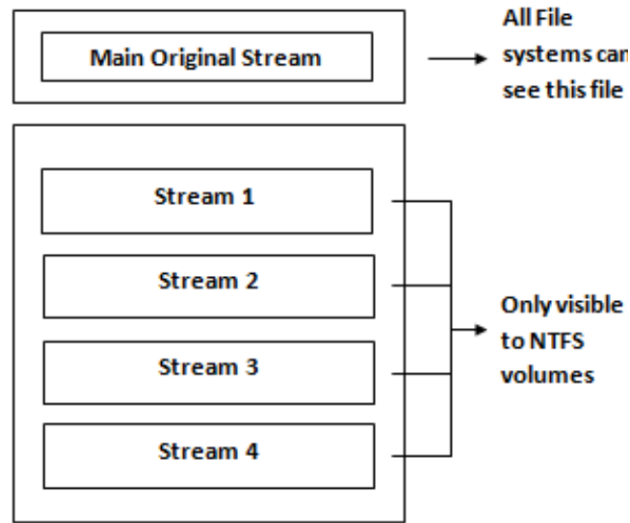 Main Original Stream
All File
systems can
see this file
Stream 1
Stream 2
Stream 3
Stream 4
Only visible
to NTFS
volumes